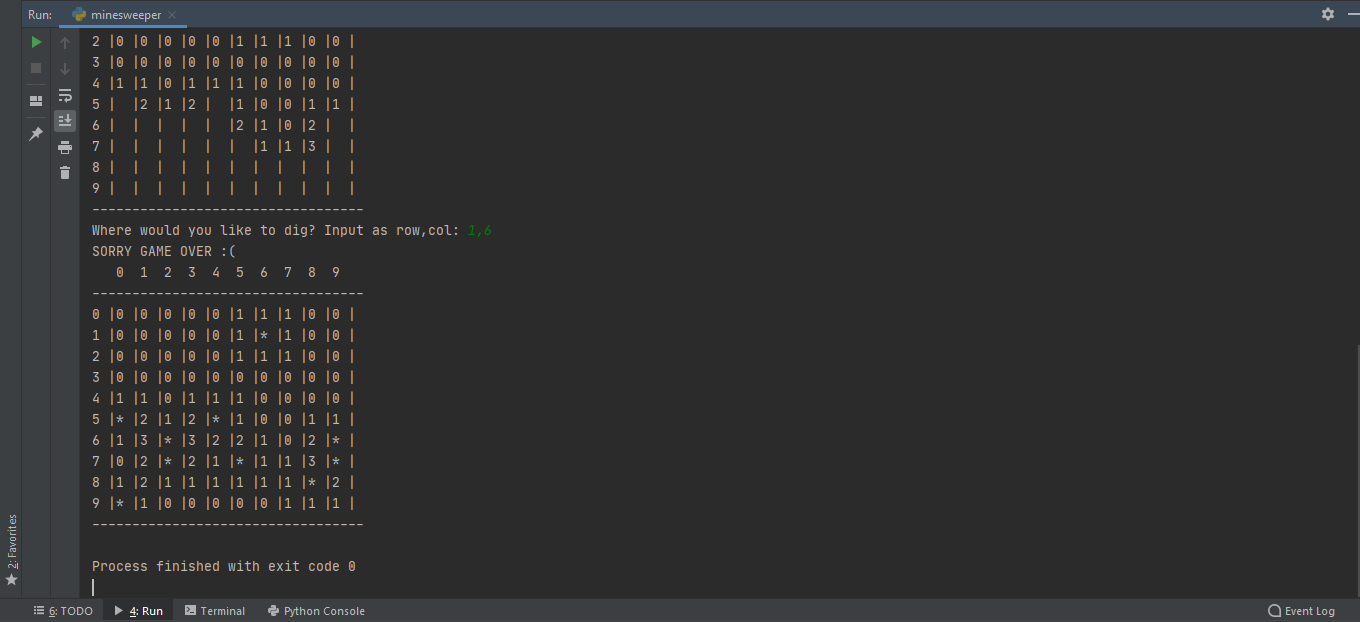 Run: minesweeper
2 |0 |0 |0 |0 |0 |1 |1 |1 |0 |0 |
3 |0 |0 |0 |0 |0 |0 |0 |0 |0 |0 |
4 |1 |1 |0 |1 |1 |1 |0 |0 |0 |0 |
5 |  |2 |1 |2 |  |1 |0 |0 |1 |1 |
6 |  |  |  |  |  |2 |1 |0 |2 |  |
7 |  |  |  |  |  |  |1 |1 |3 |  |
8 |  |  |  |  |  |  |  |  |  |  |
9 |  |  |  |  |  |  |  |  |  |  |
----------------------------------
Where would you like to dig? Input as row,col: 1,6
SORRY GAME OVER :(
   0  1  2  3  4  5  6  7  8  9
----------------------------------
0 |0 |0 |0 |0 |0 |1 |1 |1 |0 |0 |
1 |0 |0 |0 |0 |0 |1 |* |1 |0 |0 |
2 |0 |0 |0 |0 |0 |1 |1 |1 |0 |0 |
3 |0 |0 |0 |0 |0 |0 |0 |0 |0 |0 |
4 |1 |1 |0 |1 |1 |1 |0 |0 |0 |0 |
5 |* |2 |1 |2 |* |1 |0 |0 |1 |1 |
6 |1 |3 |* |3 |2 |2 |1 |0 |2 |* |
7 |0 |2 |* |2 |1 |* |1 |1 |3 |* |
8 |1 |2 |1 |1 |1 |1 |1 |1 |* |2 |
9 |* |1 |0 |0 |0 |0 |0 |1 |1 |1 |
----------------------------------
Process finished with exit code 0
2: Favorites
6: TODO 4: Run Terminal Python Console Event Log